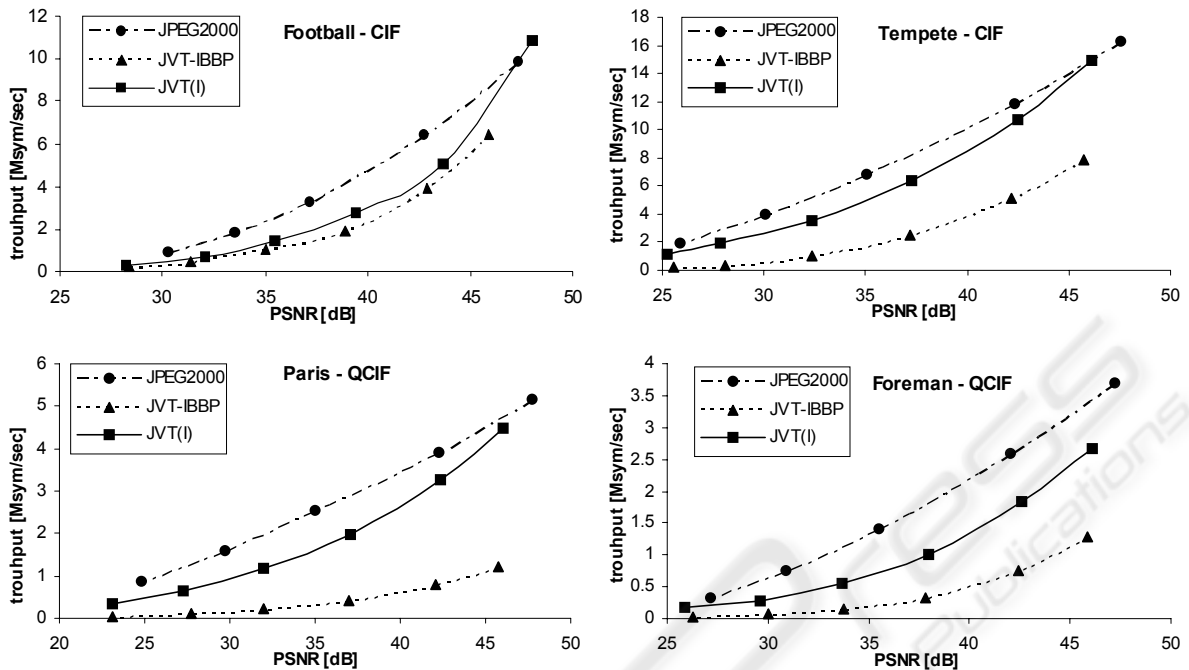 Football - CIF
JPEG2000
JVT-IBBP
JVT(I)
trouhput [Msym/sec]
12
10
8
6
4
2
0
25 30 35 40 45 50
PSNR [dB]
Tempete - CIF
JPEG2000
JVT-IBBP
JVT(I)
trouhput [Msym/sec]
18
16
14
12
10
8
6
4
2
0
25 30 35 40 45 50
PSNR [dB]
Paris - QCIF
JPEG2000
JVT-IBBP
JVT(I)
trouhput [Msym/sec]
6
5
4
3
2
1
0
20 25 30 35 40 45 50
PSNR [dB]
Foreman - QCIF
JPEG2000
JVT-IBBP
JVT(I)
trouhput [Msym/sec]
4
3.5
3
2.5
2
1.5
1
0.5
0
25 30 35 40 45 50
PSNR [dB]
Publications